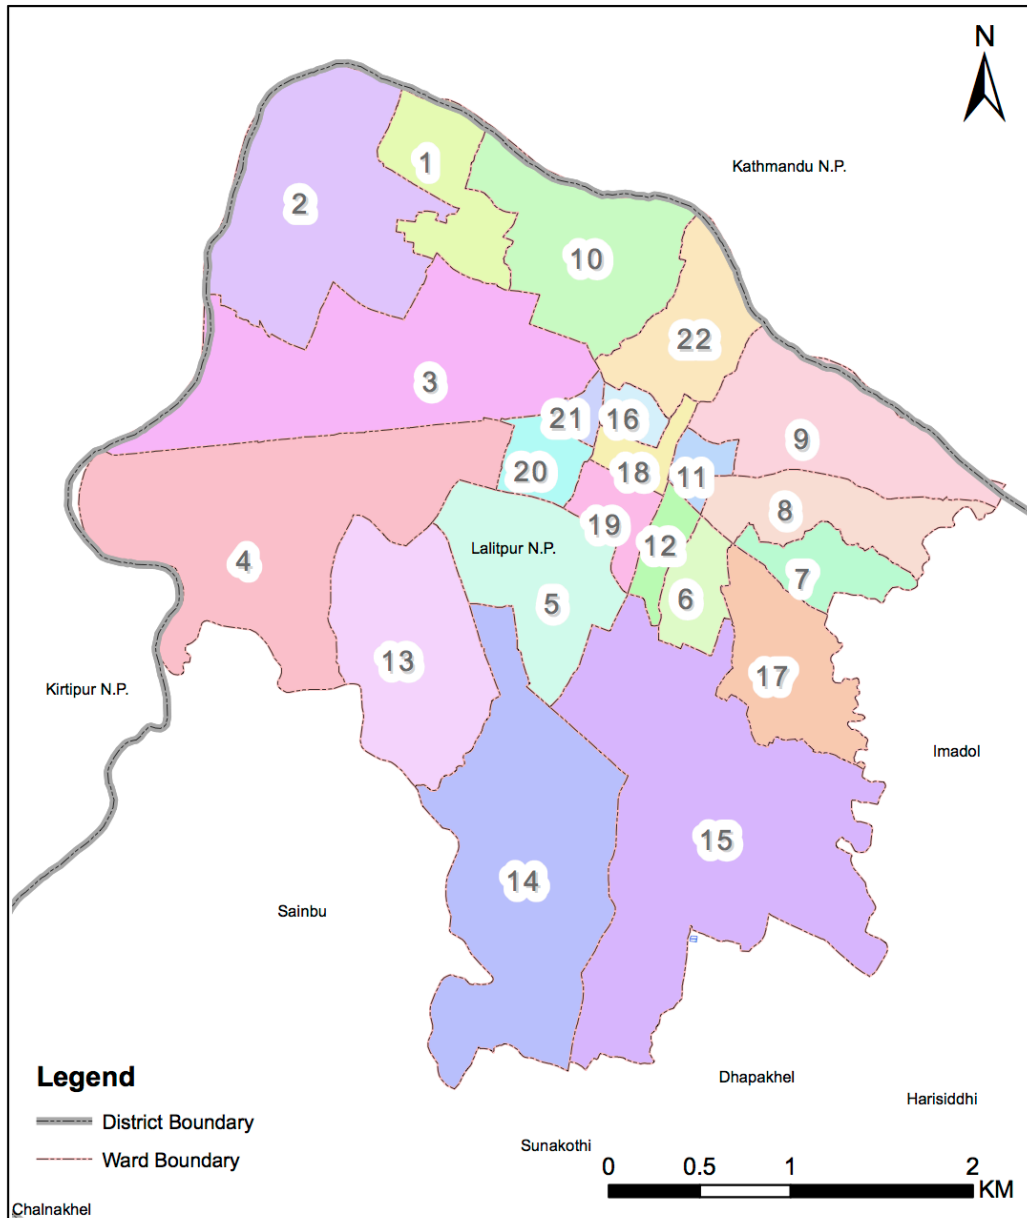 N
Kathmandu N.P.
1
2
10
22
3
21
16
9
20
18
11
8
19
12
Lalitpur N.P.
4
7
5
6
13
17
Kirtipur N.P.
Imadol
15
14
Sainbu
Legend
Dhapakhel
Harisiddhi
District Boundary
Sunakothi
Ward Boundary
0 0.5 1 2
KM
Chalnakhel